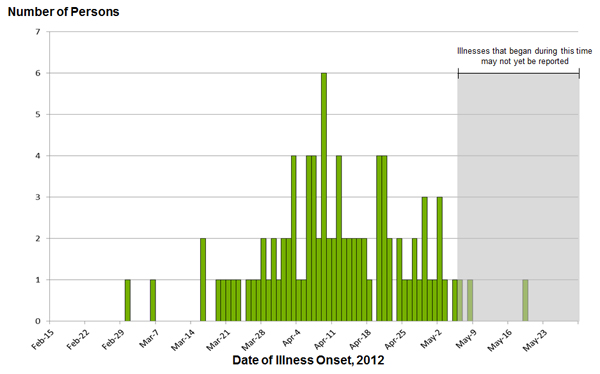 Number of Persons
7
Illnesses that began during this time
may not yet be reported
6
5
4
3
2
1
0
Feb-15
Feb-22
Feb-29
Mar-7
Mar-14
Mar-21
Mar-28
Apr-4
Apr-11
Apr-18
Apr-25
May-2
May-9
May-16
May-23
Date of Illness Onset, 2012